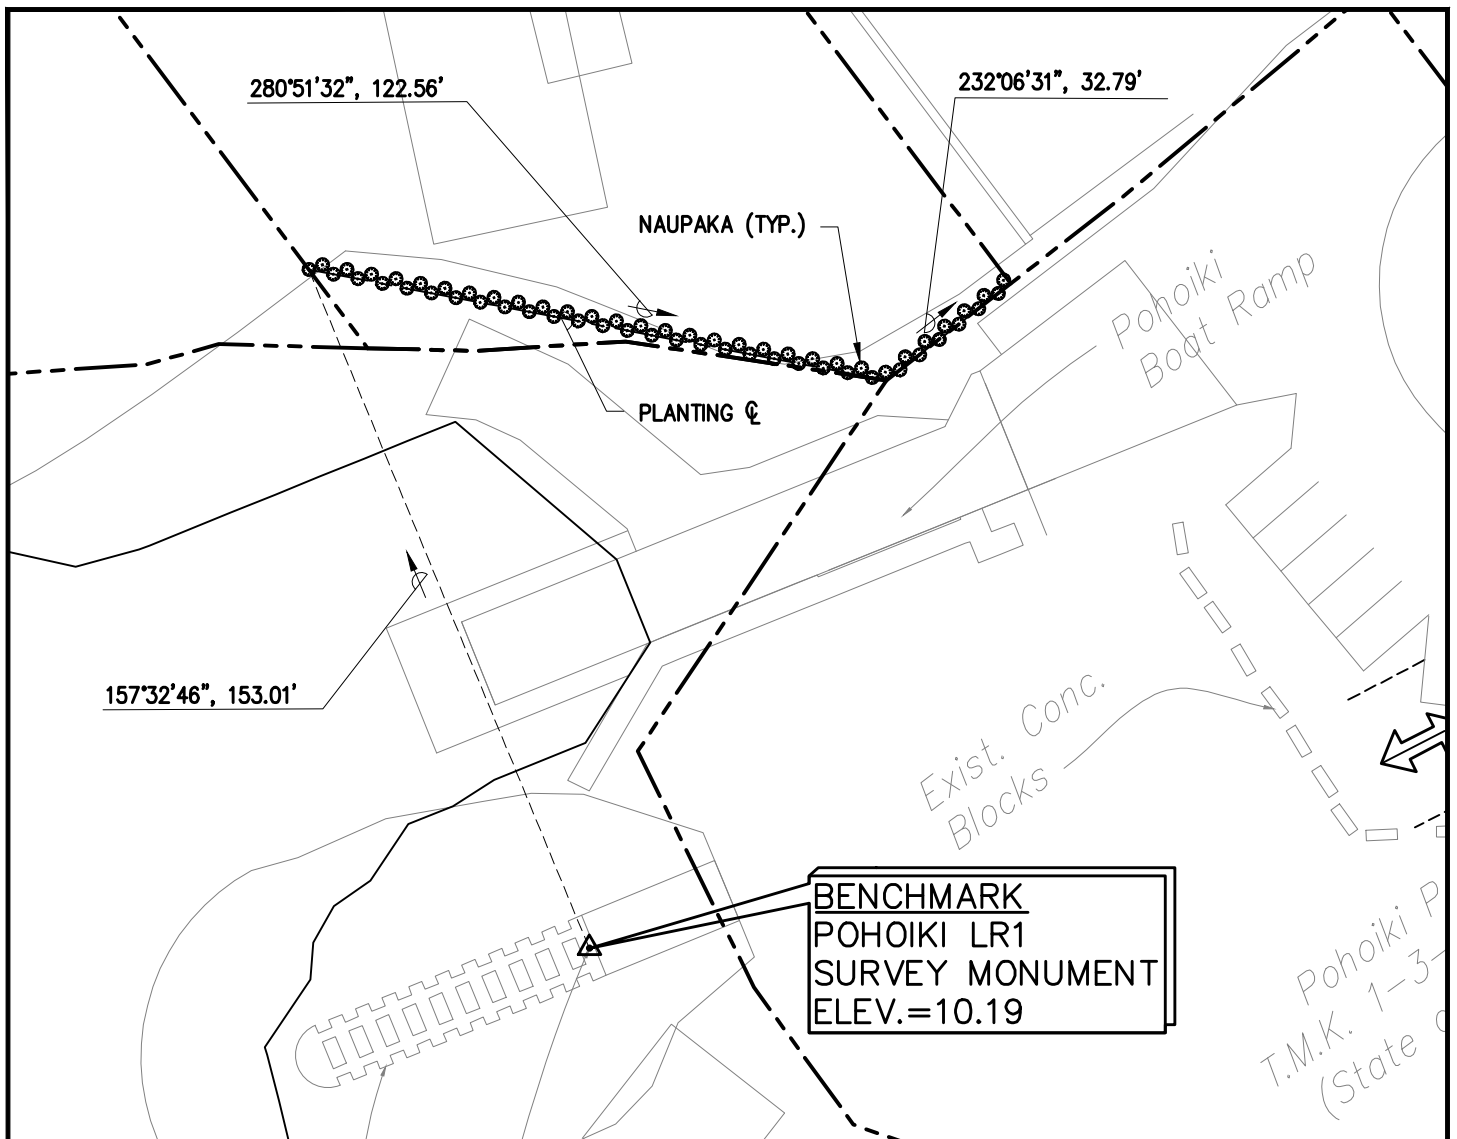 280°51'32", 122.56'
232°06'31", 32.79'
NAUPAKA (TYP.)
Pohoiki
Boat Ramp
PLANTING ℄
157°32'46", 153.01'
Exist. Conc.
Blocks
BENCHMARK
POHOIKI LR1
SURVEY MONUMENT
ELEV.=10.19
Pohoiki P
T.M.K. 1-3-
(State